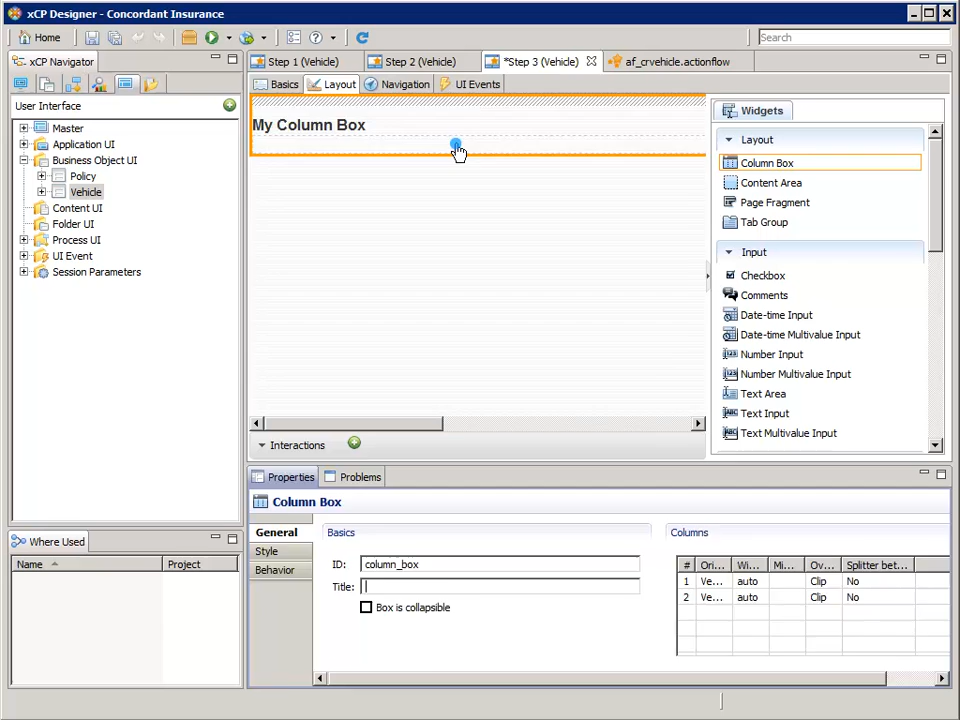 xCP Designer - Concordant Insurance
Home
Search
xCP Navigator
Step 1 (Vehicle)
Step 2 (Vehicle)
*Step 3 (Vehicle)
af_crvehicle.actionflow
User Interface
Basics
Layout
Navigation
UI Events
Master
Application UI
Business Object UI
Policy
Vehicle
Content UI
Folder UI
Process UI
UI Event
Session Parameters
My Column Box
Widgets
Layout
Column Box
Content Area
Page Fragment
Tab Group
Input
Checkbox
Comments
Date-time Input
Date-time Multivalue Input
Number Input
Number Multivalue Input
Text Area
Text Input
Text Multivalue Input
Interactions
Properties
Problems
Column Box
General
Style
Behavior
Basics
ID: column_box
Title:
Box is collapsible
Columns
# Ori... Wi... Mi... Ov... Splitter bet...
1 Ve... auto Clip No
2 Ve... auto Clip No
Where Used
Name Project